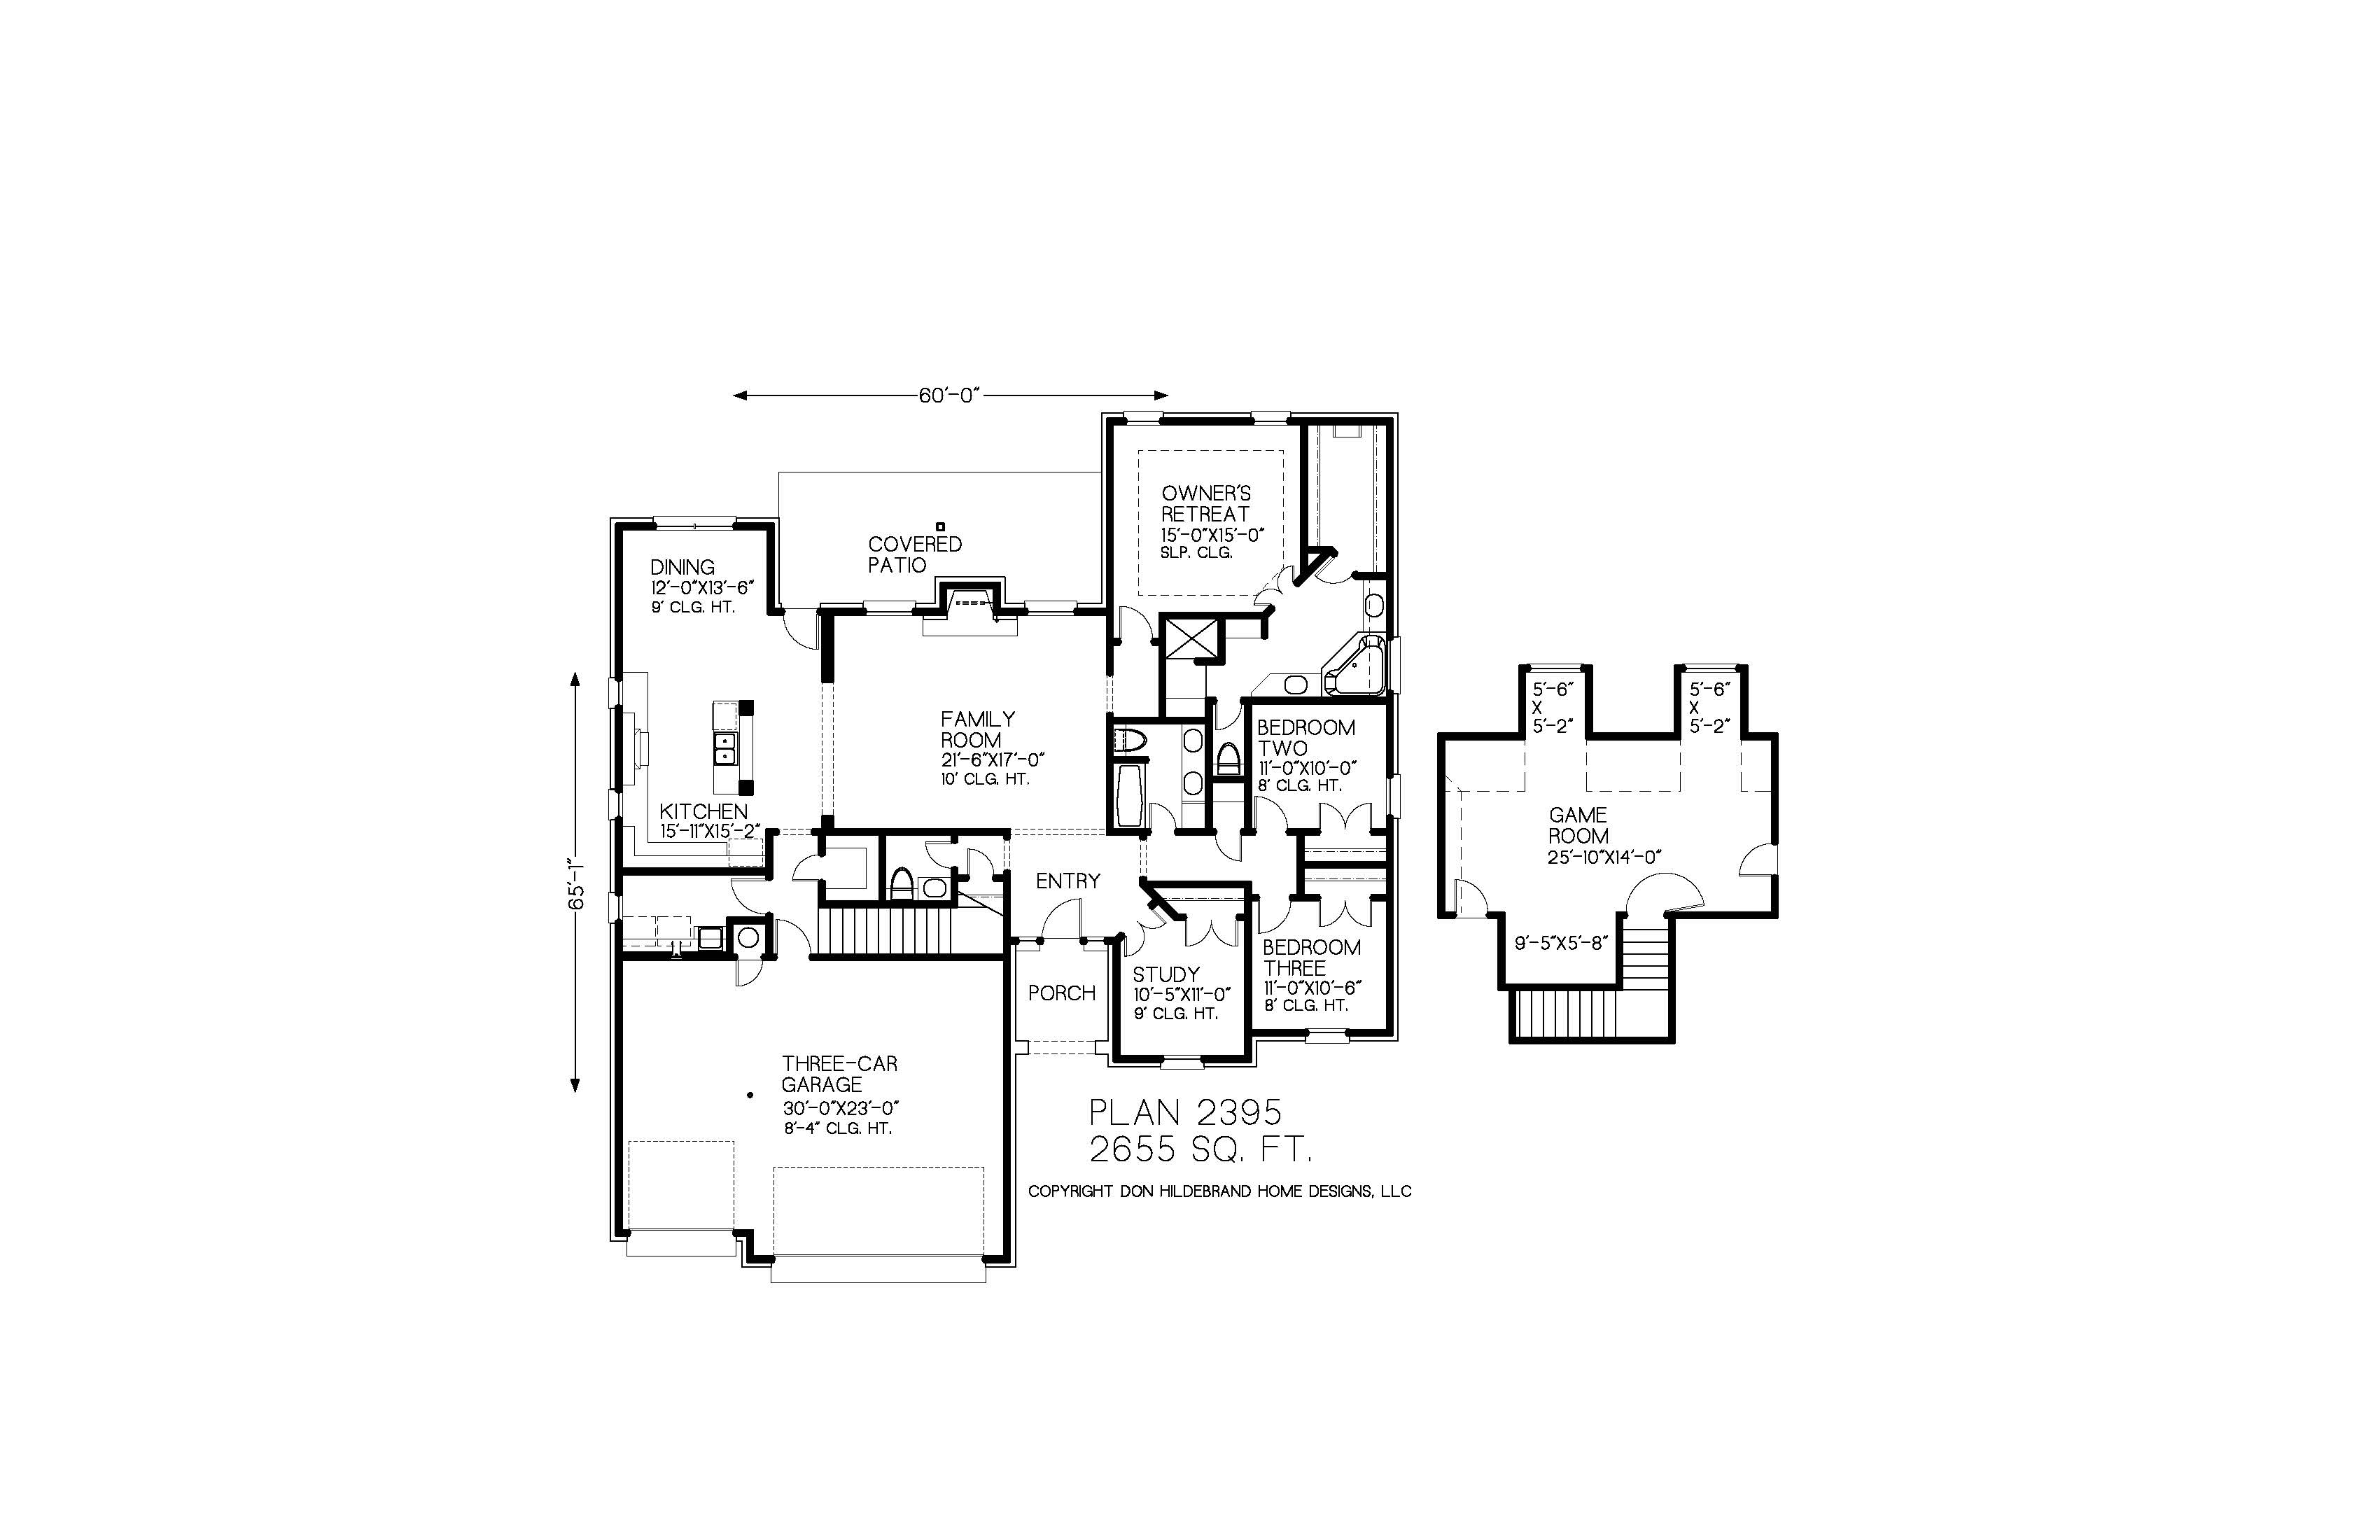 60'-0"
OWNER'S
RETREAT
15'-0"X15'-0"
SLP. CLG.
COVERED
PATIO
DINING
12'-0"X13'-6"
9' CLG. HT.
FAMILY
ROOM
21'-6"X17'-0"
10' CLG. HT.
BEDROOM
TWO
11'-0"X10'-0"
8' CLG. HT.
KITCHEN
15'-11"X15'-2"
65'-1"
ENTRY
BEDROOM
THREE
11'-0"X10'-6"
8' CLG. HT.
STUDY
10'-5"X11'-0"
9' CLG. HT.
PORCH
THREE-CAR
GARAGE
30'-0"X23'-0"
8'-4" CLG. HT.
5'-6"
X
5'-2"
5'-6"
X
5'-2"
GAME
ROOM
25'-10"X14'-0"
9'-5"X5'-8"
PLAN 2395
2655 SQ. FT.
COPYRIGHT DON HILDEBRAND HOME DESIGNS, LLC